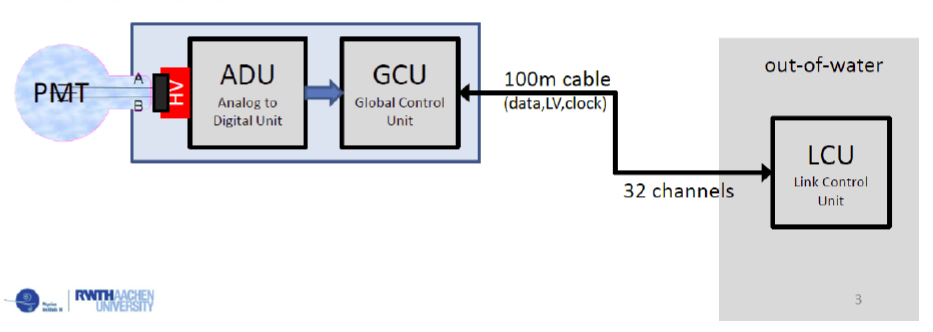 PMT
A
B
HV
ADU
Analog to
Digital Unit
GCU
Global Control
Unit
100m cable
(data,LV,clock)
32 channels
out-of-water
LCU
Link Control
Unit
RWTH AACHEN
UNIVERSITY
3